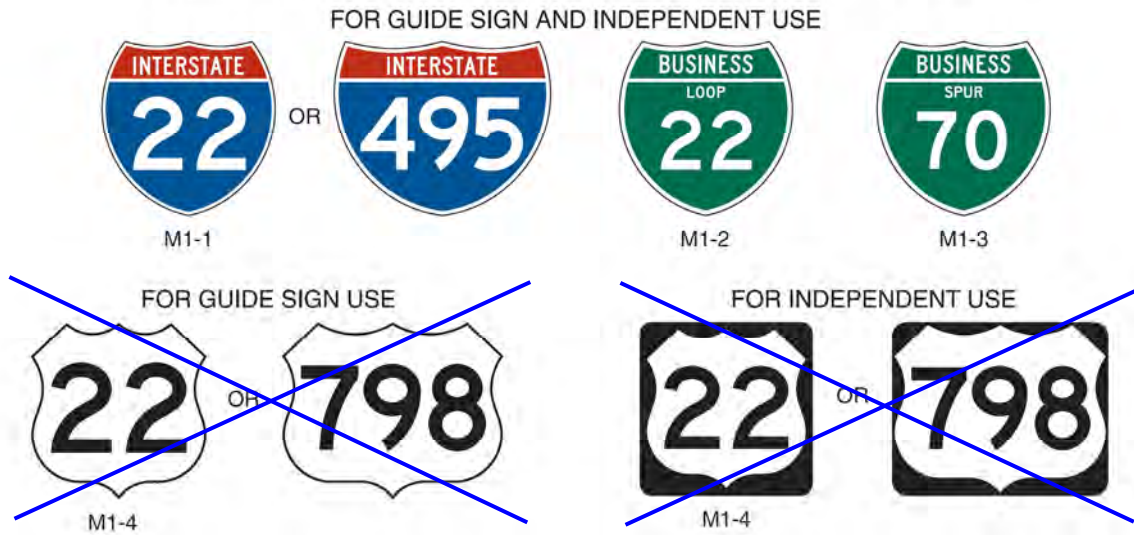 FOR GUIDE SIGN AND INDEPENDENT USE
INTERSTATE
22
OR
INTERSTATE
495
BUSINESS
LOOP
22
BUSINESS
SPUR
70
M1-1
M1-2
M1-3
FOR GUIDE SIGN USE
22
OR
798
M1-4
FOR INDEPENDENT USE
22
OR
798
M1-4